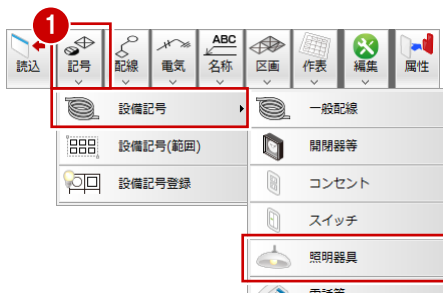 1
読込 記号 配線 電気 ABC 名称 区画 作表 編集 属性
設備記号
設備記号(範囲)
設備記号登録
一般配線
開閉器等
コンセント
スイッチ
照明器具
電話等